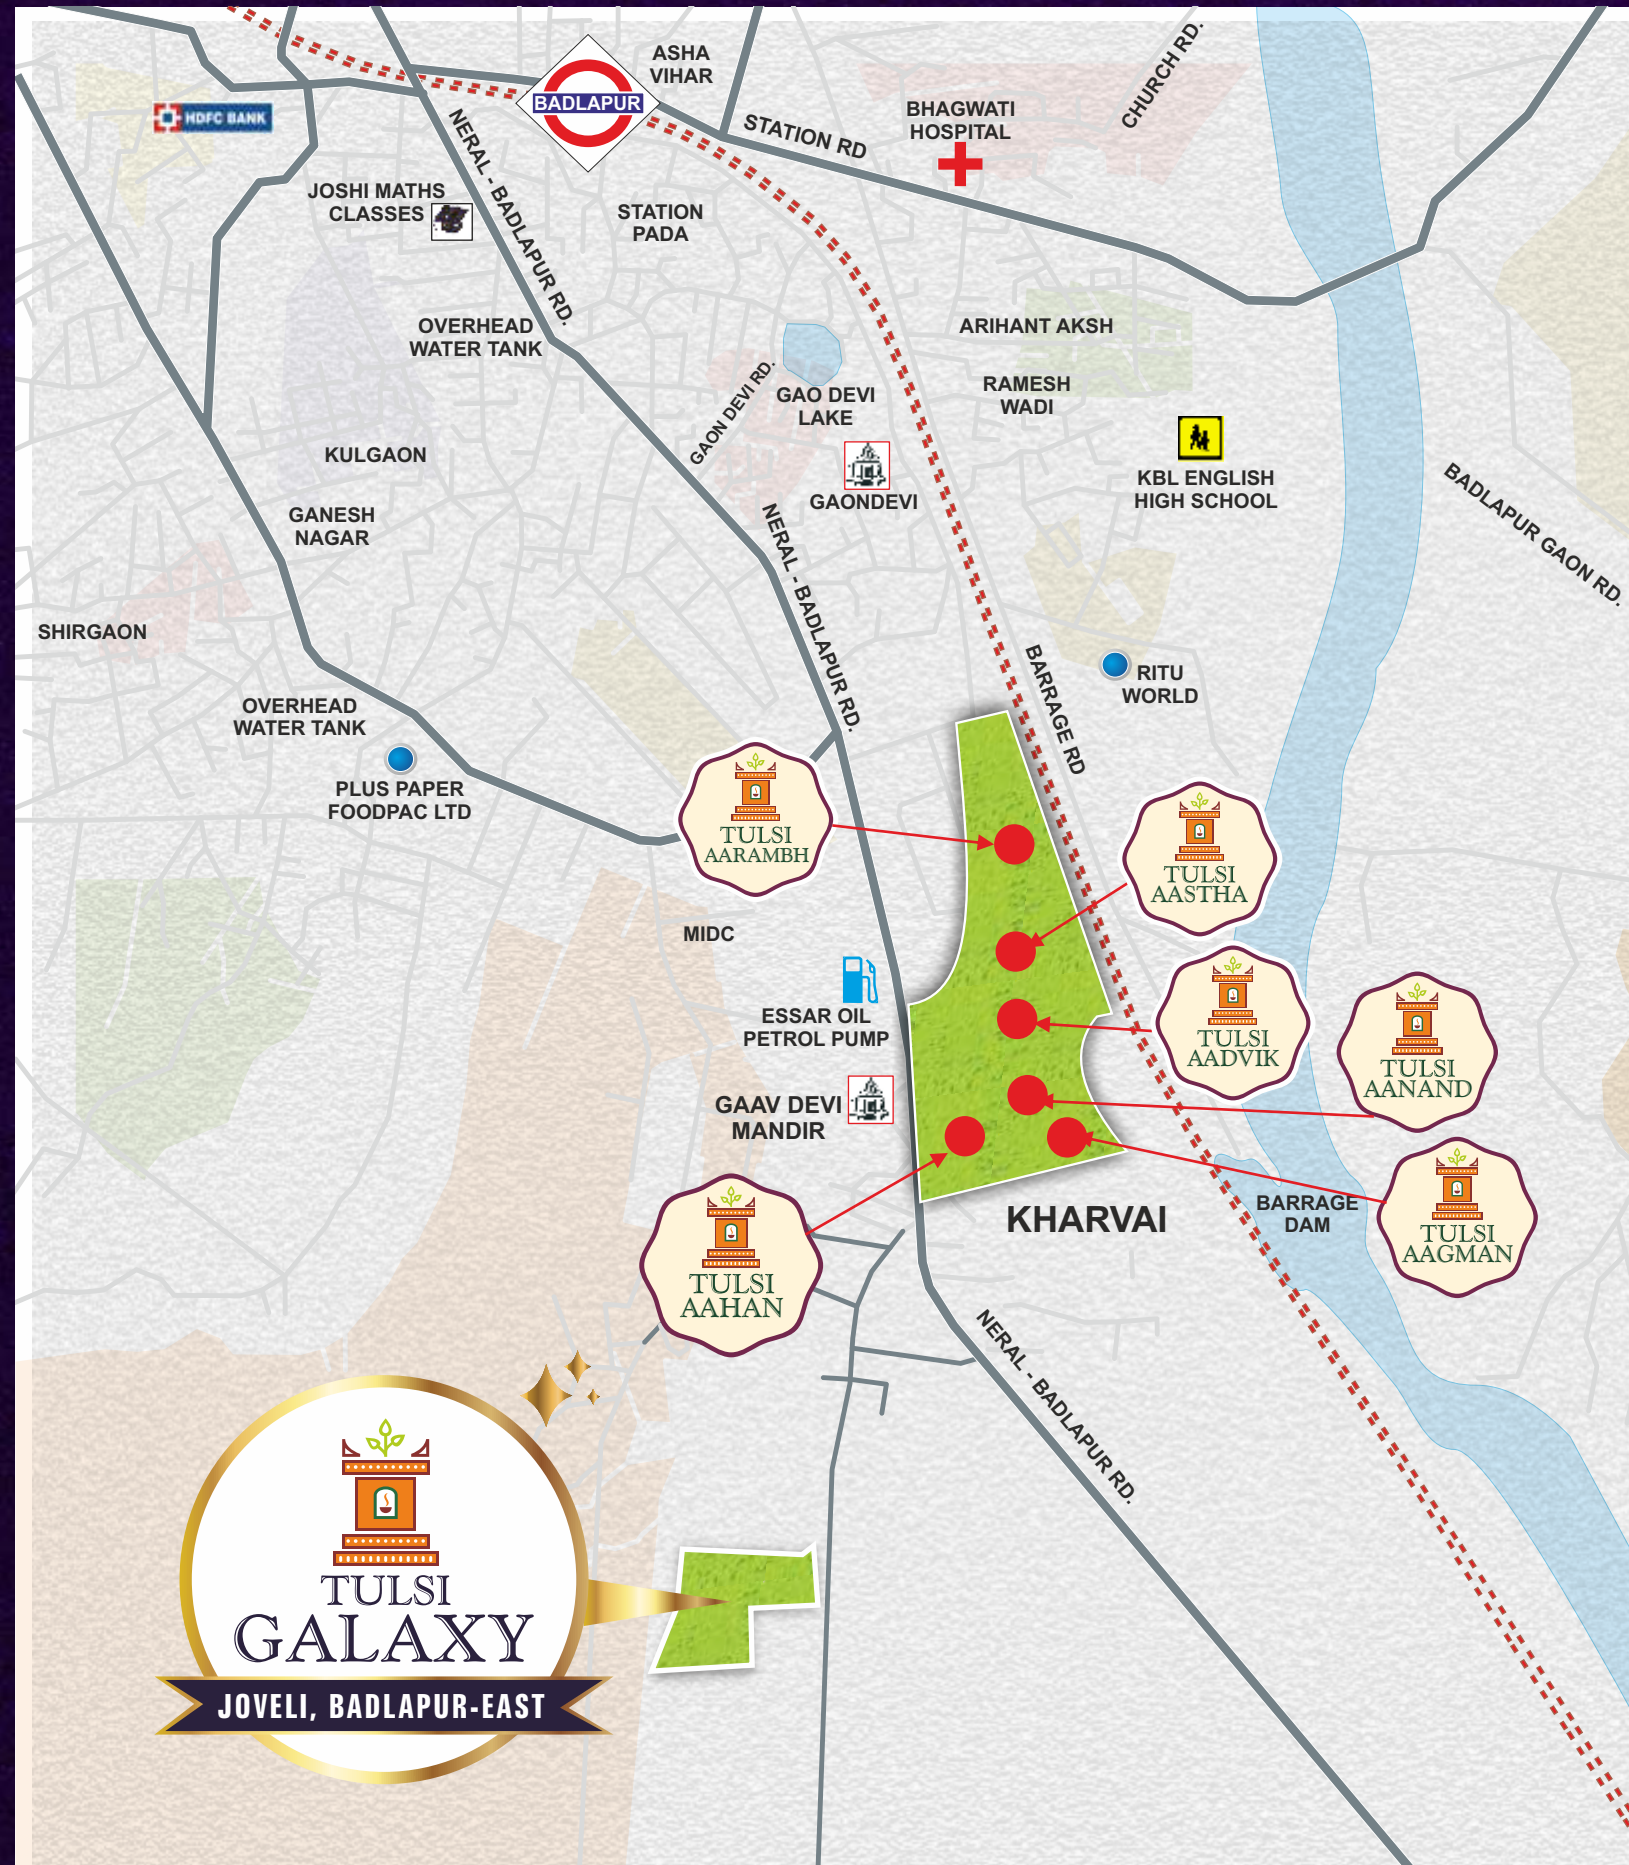 ASHA
VIHAR
BADLAPUR
HDFC BANK
STATION RD
BHAGWATI
HOSPITAL
CHURCH RD.
NERAL - BADLAPUR RD.
JOSHI MATHS
CLASSES
STATION
PADA
OVERHEAD
WATER TANK
ARIHANT AKSH
GAON DEVI RD.
GAO DEVI
LAKE
RAMESH
WADI
KULGAON
GAONDEVI
KBL ENGLISH
HIGH SCHOOL
BADLAPUR GAON RD.
GANESH
NAGAR
NERAL - BADLAPUR RD.
SHIRGAON
BARRAGE RD
RITU
WORLD
OVERHEAD
WATER TANK
PLUS PAPER
FOODPAC LTD
TULSI
AARAMBH
TULSI
AASTHA
MIDC
ESSAR OIL
PETROL PUMP
TULSI
AADVIK
TULSI
AANAND
GAAV DEVI
MANDIR
KHARVAI
BARRAGE
DAM
TULSI
AAGMAN
TULSI
AAHAN
NERAL - BADLAPUR RD.
TULSI
GALAXY
JOVELI, BADLAPUR-EAST